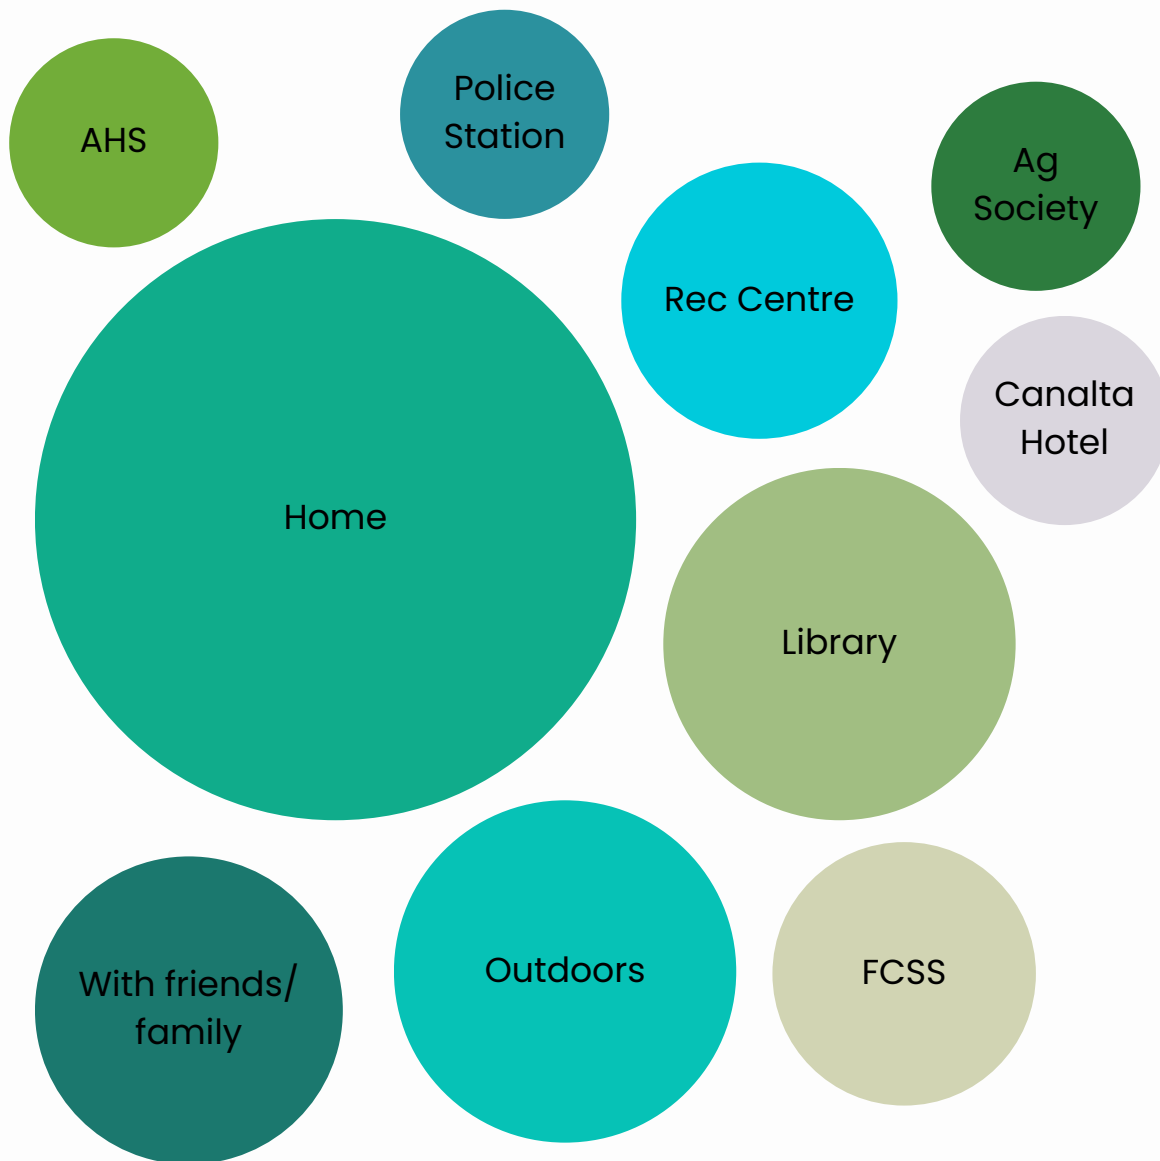 AHS
Police
Station
Ag
Society
Rec Centre
Canalta
Hotel
Home
Library
With friends/
family
Outdoors
FCSS